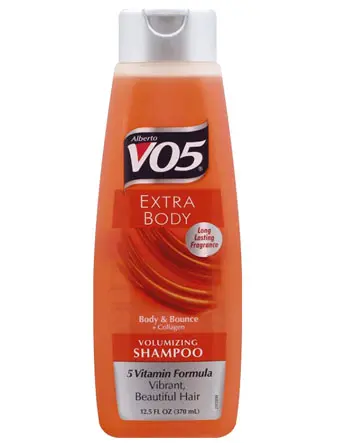 Alberto
VO5®
EXTRA
BODY
Long
Lasting
Fragrance
Body & Bounce
+ Collagen
VOLUMIZING
SHAMPOO
5 Vitamin Formula
Vibrant,
Beautiful Hair
12.5 FL OZ (370 mL)